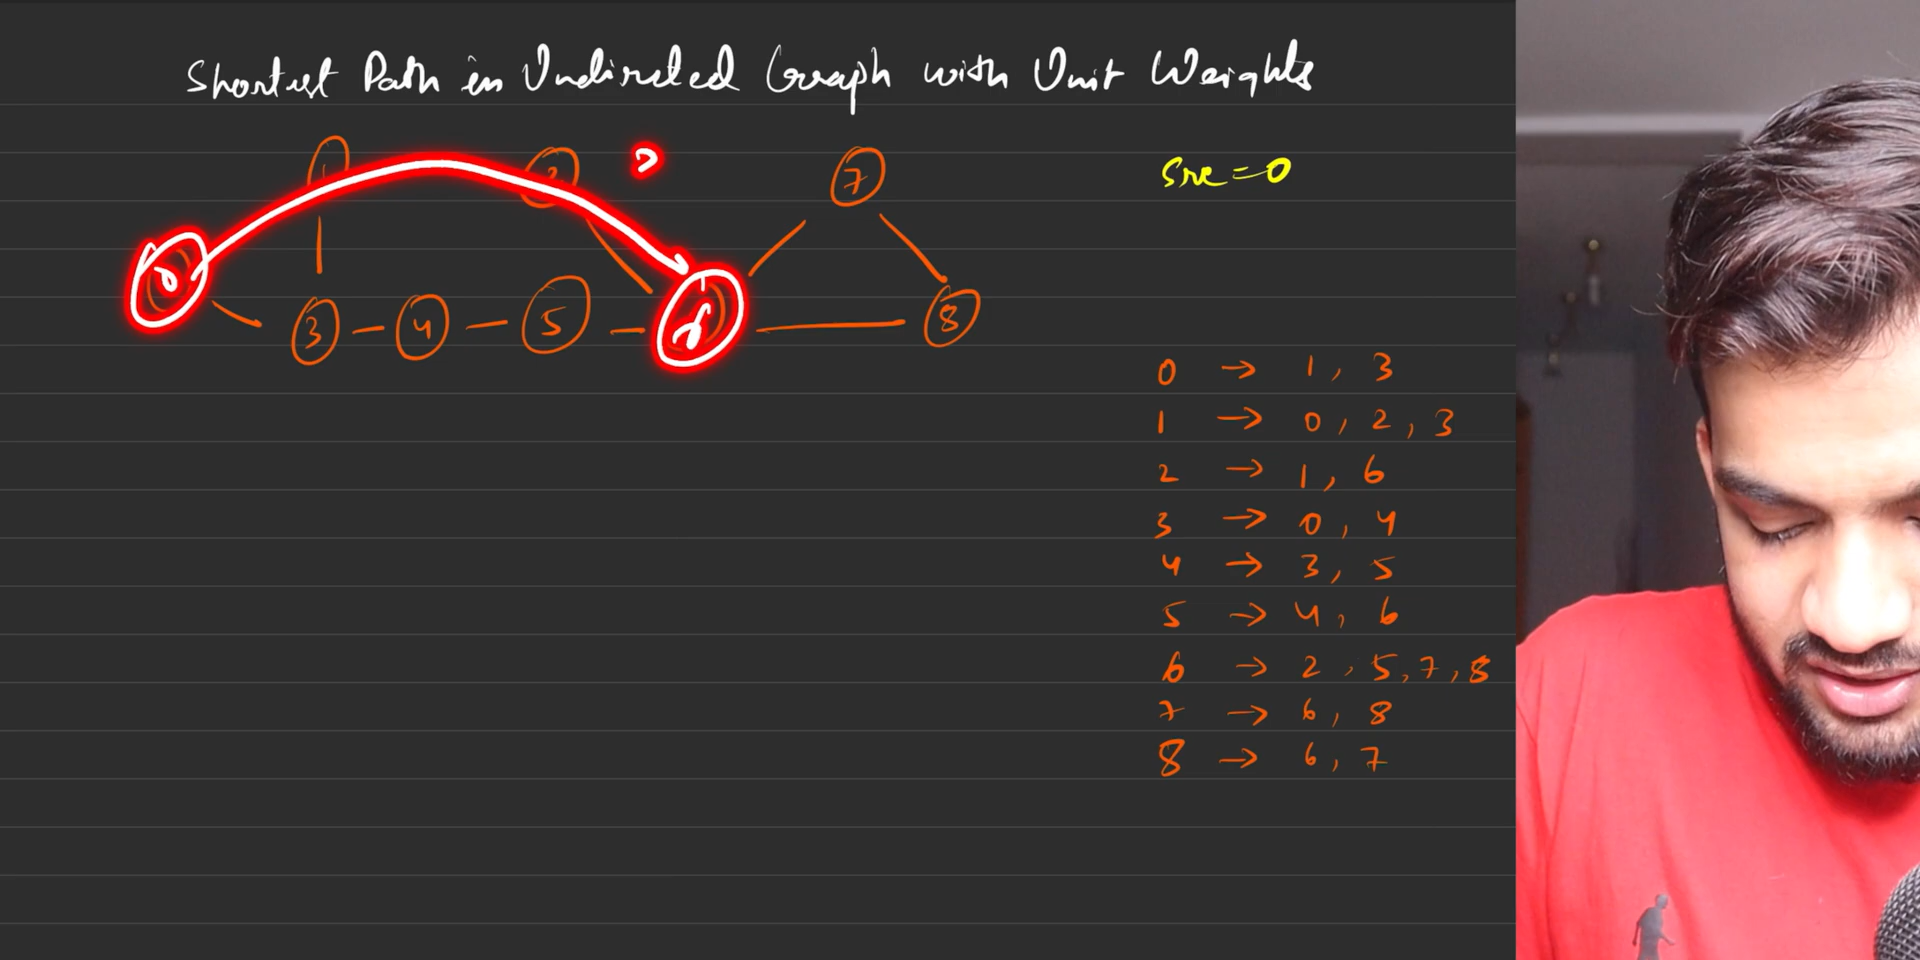 Shortest Path in Undirected Graph with Unit Weights
1 2 7
Src = 0
0
3 4 5 6 8
0 → 1, 3
1 → 0, 2, 3
2 → 1, 6
3 → 0, 4
4 → 3, 5
5 → 4, 6
6 → 2, 5, 7, 8
7 → 6, 8
8 → 6, 7